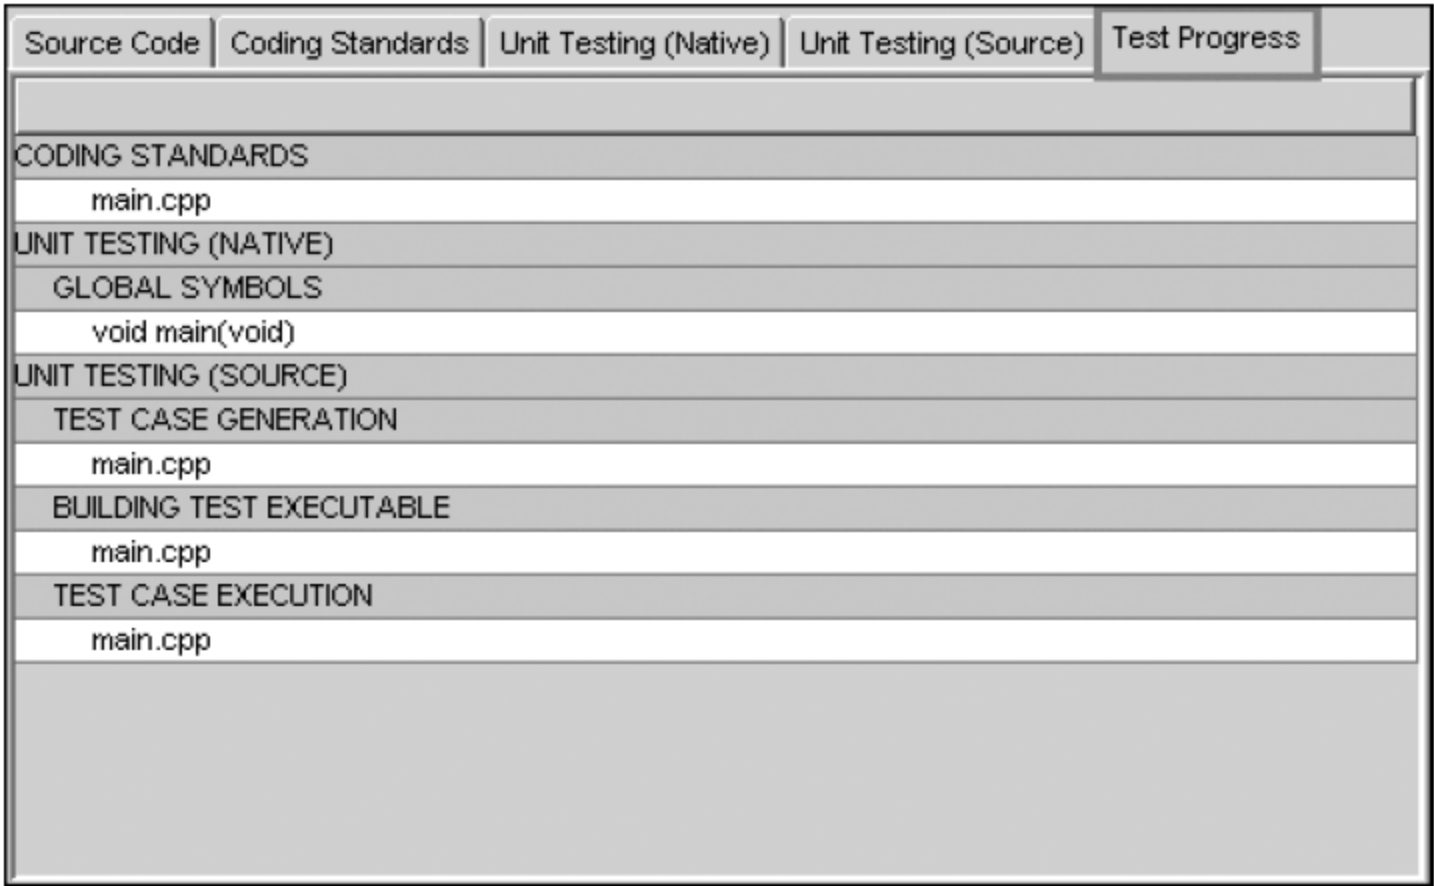 Source Code Coding Standards Unit Testing (Native) Unit Testing (Source) Test Progress
CODING STANDARDS
main.cpp
UNIT TESTING (NATIVE)
GLOBAL SYMBOLS
void main(void)
UNIT TESTING (SOURCE)
TEST CASE GENERATION
main.cpp
BUILDING TEST EXECUTABLE
main.cpp
TEST CASE EXECUTION
main.cpp